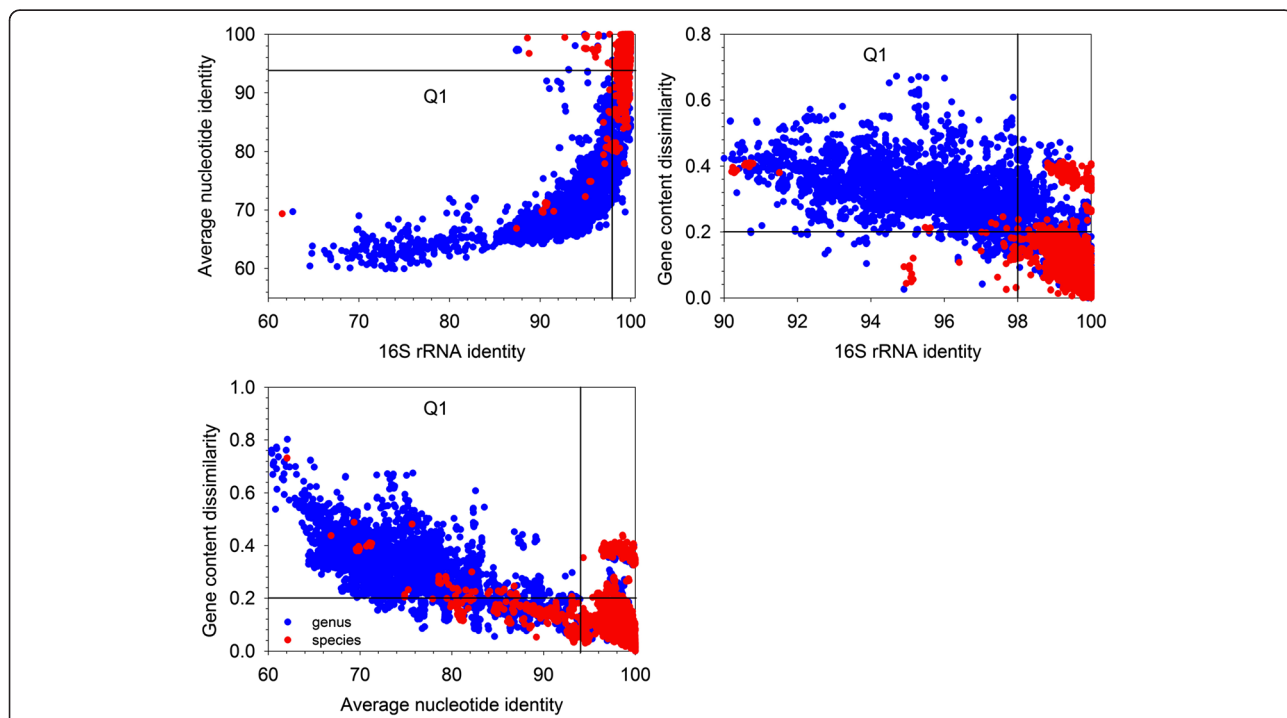 100
90
80
70
60
Average nucleotide identity
Q1
60 70 80 90 100
16S rRNA identity
0.8
0.6
0.4
0.2
0.0
Gene content dissimilarity
Q1
90 92 94 96 98 100
16S rRNA identity
1.0
0.8
0.6
0.4
0.2
0.0
Gene content dissimilarity
Q1
genus
species
60 70 80 90 100
Average nucleotide identity